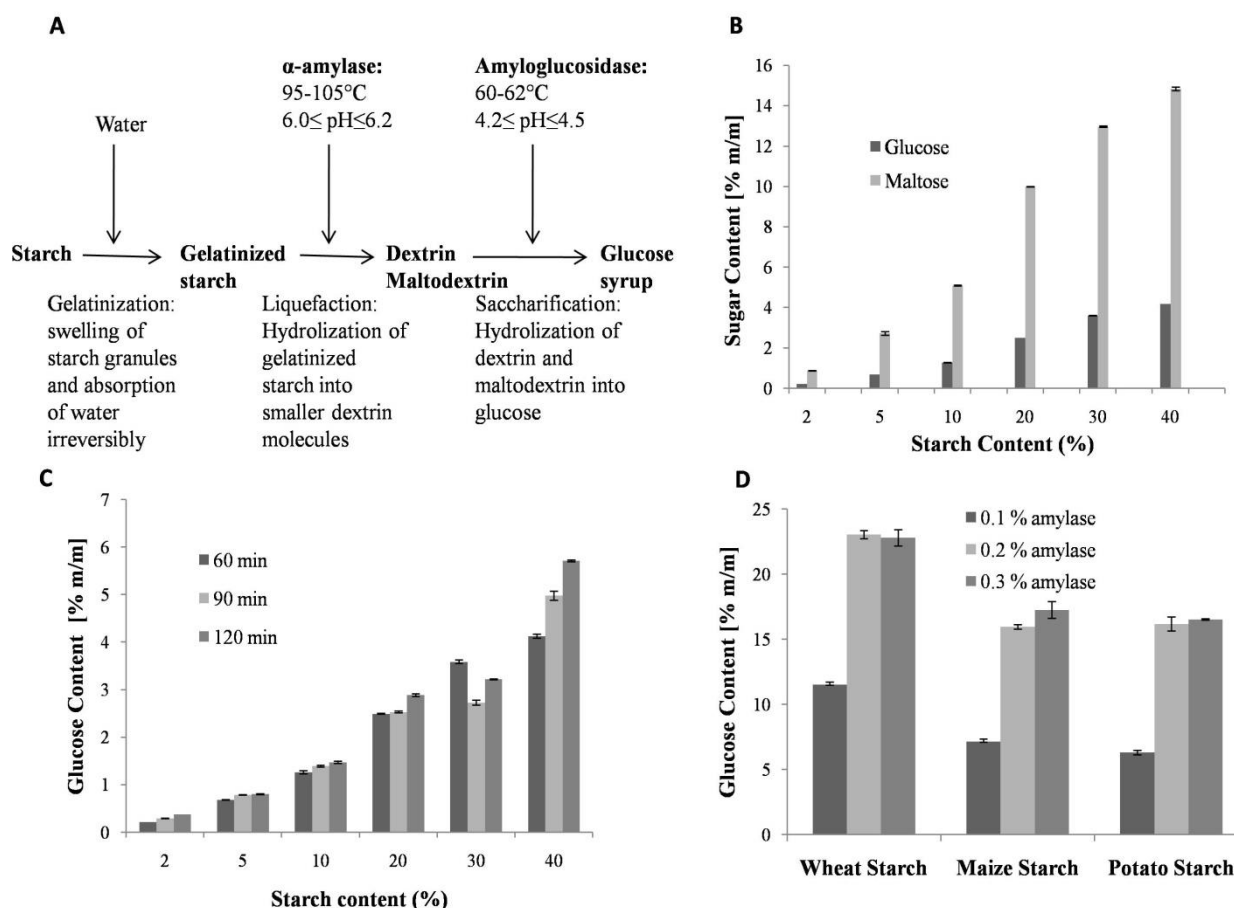 A
α-amylase:
95-105°C
6.0≤ pH≤6.2
Amyloglucosidase:
60-62°C
4.2≤ pH≤4.5
Water
Starch
Gelatinized
starch
Dextrin
Maltodextrin
Glucose
syrup
Gelatinization:
swelling of
starch granules
and absorption
of water
irreversibly
Liquefaction:
Hydrolization of
gelatinized
starch into
smaller dextrin
molecules
Saccharification:
Hydrolization of
dextrin and
maltodextrin into
glucose
B
Sugar Content [% m/m]
16
14
12
10
8
6
4
2
0
Glucose
Maltose
2 5 10 20 30 40
Starch Content (%)
C
Glucose Content [% m/m]
7
6
5
4
3
2
1
0
60 min
90 min
120 min
2 5 10 20 30 40
Starch content (%)
D
Glucose Content [% m/m]
25
20
15
10
5
0
0.1 % amylase
0.2 % amylase
0.3 % amylase
Wheat Starch Maize Starch Potato Starch